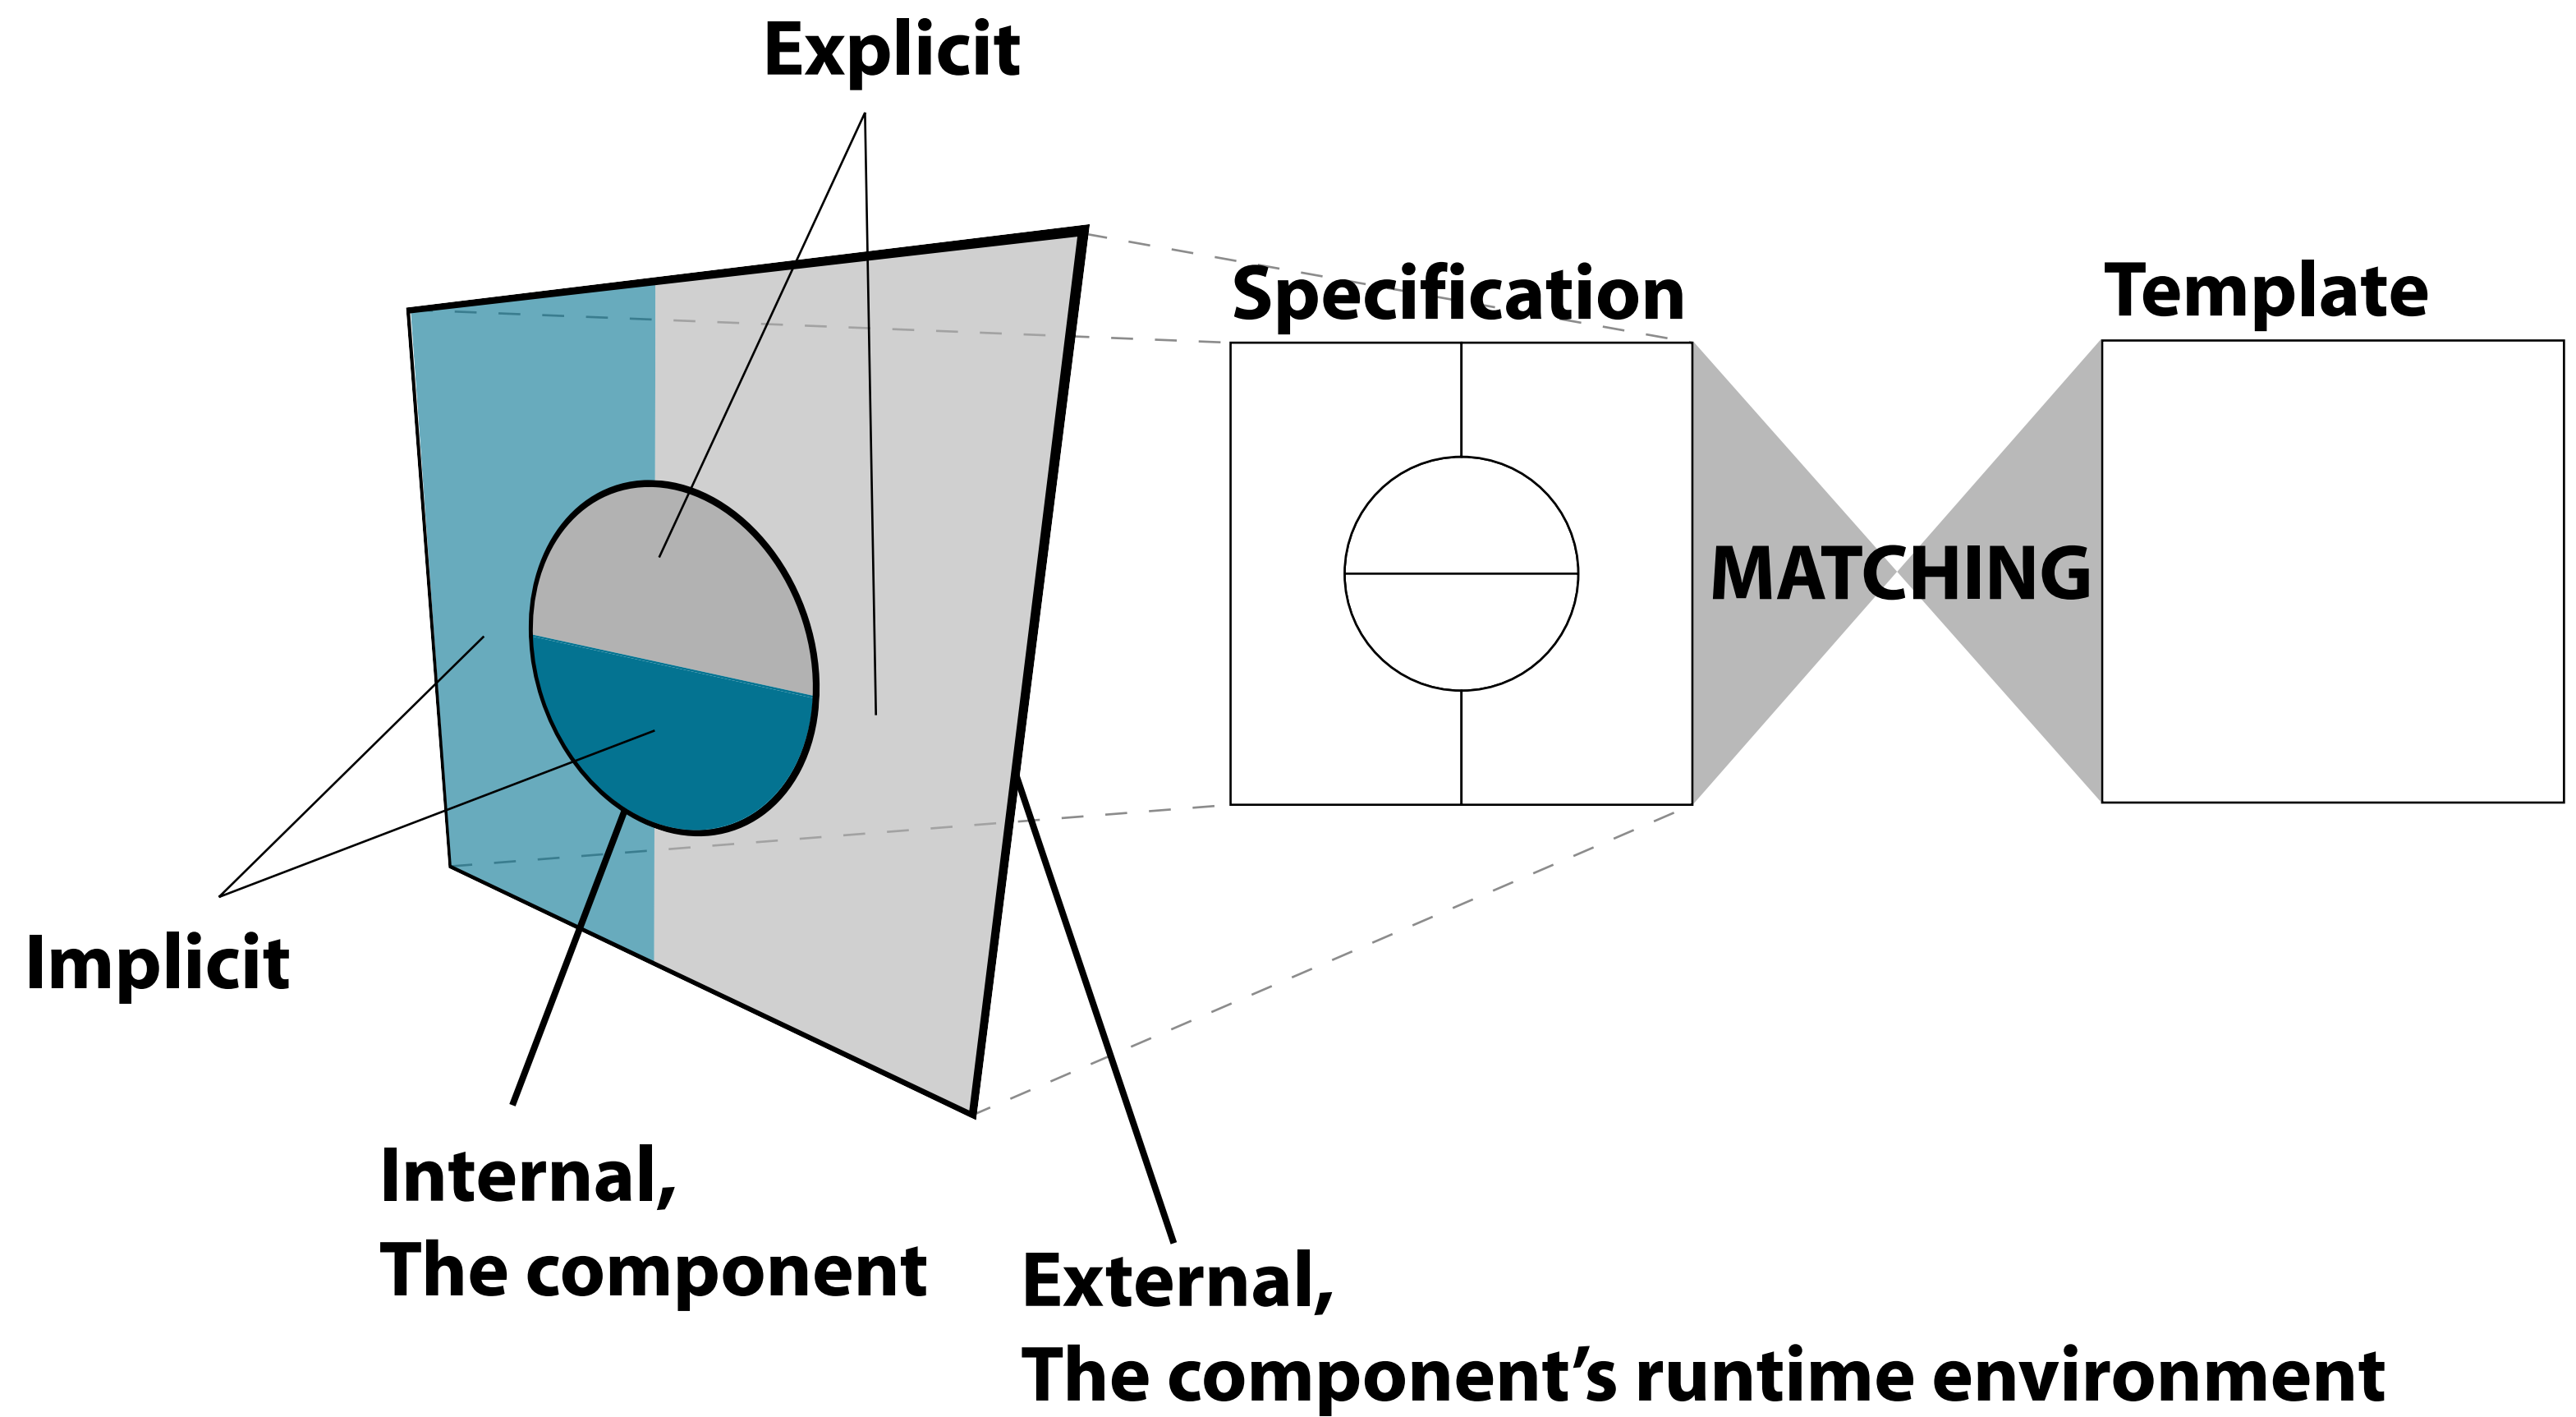 Explicit
Specification
Template
MATCHING
Implicit
Internal,
The component
External,
The component’s runtime environment